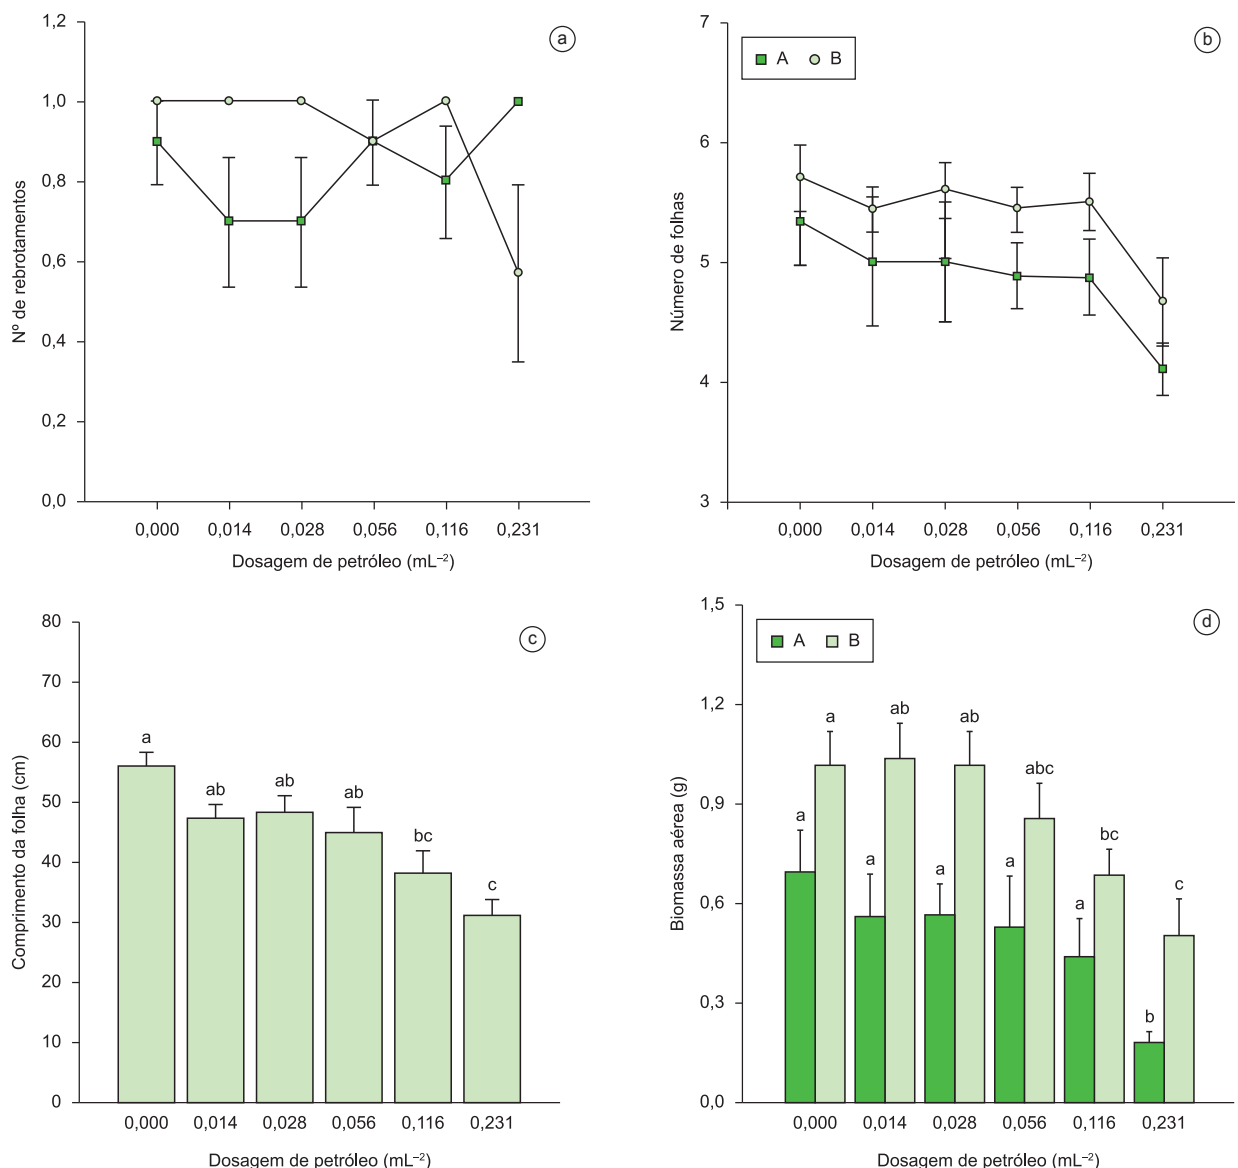 a
1,2
1,0
0,8
0,6
0,4
0,2
0,0
Nº de rebrotamentos
0,000 0,014 0,028 0,056 0,116 0,231
Dosagem de petróleo (mL⁻²)
b
A B
7
6
5
4
3
Número de folhas
0,000 0,014 0,028 0,056 0,116 0,231
Dosagem de petróleo (mL⁻²)
c
80
70
60
50
40
30
20
10
0
Comprimento da folha (cm)
a ab ab ab bc c
0,000 0,014 0,028 0,056 0,116 0,231
Dosagem de petróleo (mL⁻²)
d
A B
1,5
1,2
0,9
0,6
0,3
0,0
Biomassa aérea (g)
a a a ab a ab a abc a bc b c
0,000 0,014 0,028 0,056 0,116 0,231
Dosagem de petróleo (mL⁻²)